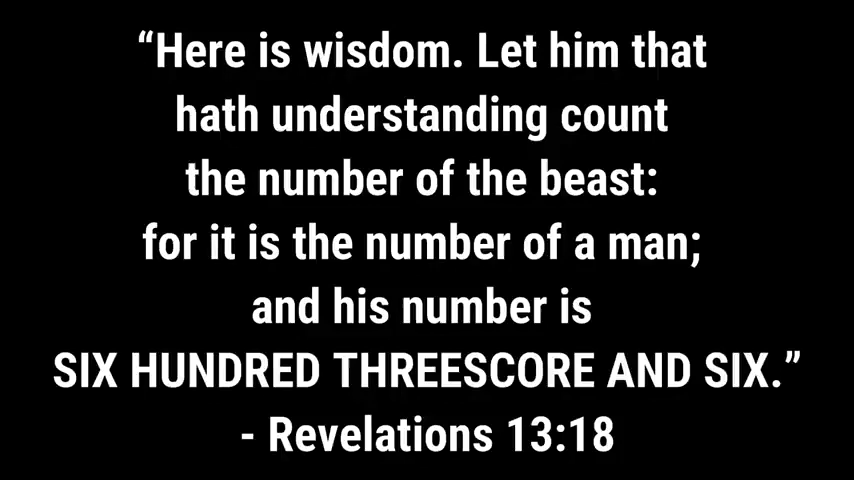 “Here is wisdom. Let him that
hath understanding count
the number of the beast:
for it is the number of a man;
and his number is
SIX HUNDRED THREESCORE AND SIX.”
- Revelations 13:18